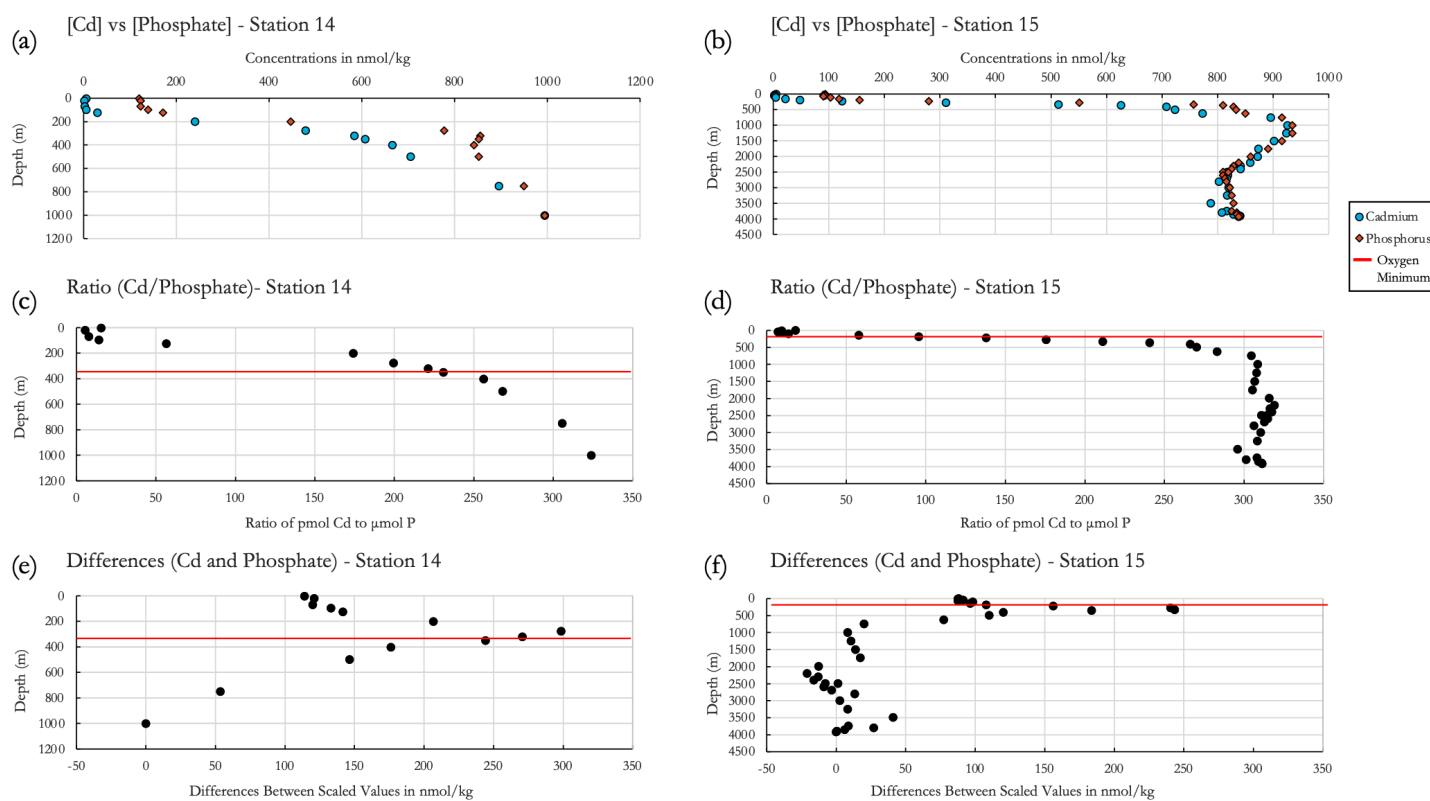 (a)
[Cd] vs [Phosphate] - Station 14
Concentrations in nmol/kg
0 200 400 600 800 1000 1200
0
200
400
600
800
1000
1200
Depth (m)
(b)
[Cd] vs [Phosphate] - Station 15
Concentrations in nmol/kg
0 100 200 300 400 500 600 700 800 900 1000
0
500
1000
1500
2000
2500
3000
3500
4000
4500
Depth (m)
Cadmium
Phosphorus
Oxygen
Minimum
(c)
Ratio (Cd/Phosphate)- Station 14
0
200
400
600
800
1000
1200
Depth (m)
0 50 100 150 200 250 300 350
Ratio of pmol Cd to µmol P
(d)
Ratio (Cd/Phosphate) - Station 15
0
500
1000
1500
2000
2500
3000
3500
4000
4500
Depth (m)
0 50 100 150 200 250 300 350
Ratio of pmol Cd to µmol P
(e)
Differences (Cd and Phosphate) - Station 14
0
200
400
600
800
1000
1200
Depth (m)
-50 0 50 100 150 200 250 300 350
Differences Between Scaled Values in nmol/kg
(f)
Differences (Cd and Phosphate) - Station 15
0
500
1000
1500
2000
2500
3000
3500
4000
4500
Depth (m)
-50 0 50 100 150 200 250 300 350
Differences Between Scaled Values in nmol/kg